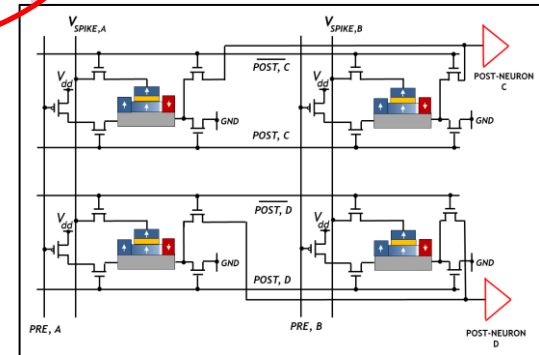 V_SPIKE,A
V_SPIKE,B
POST, C
POST-NEURON
C
V_dd
V_dd
GND
GND
POST, C
POST, D
V_dd
V_dd
GND
GND
POST, D
PRE, A
PRE, B
POST-NEURON
D